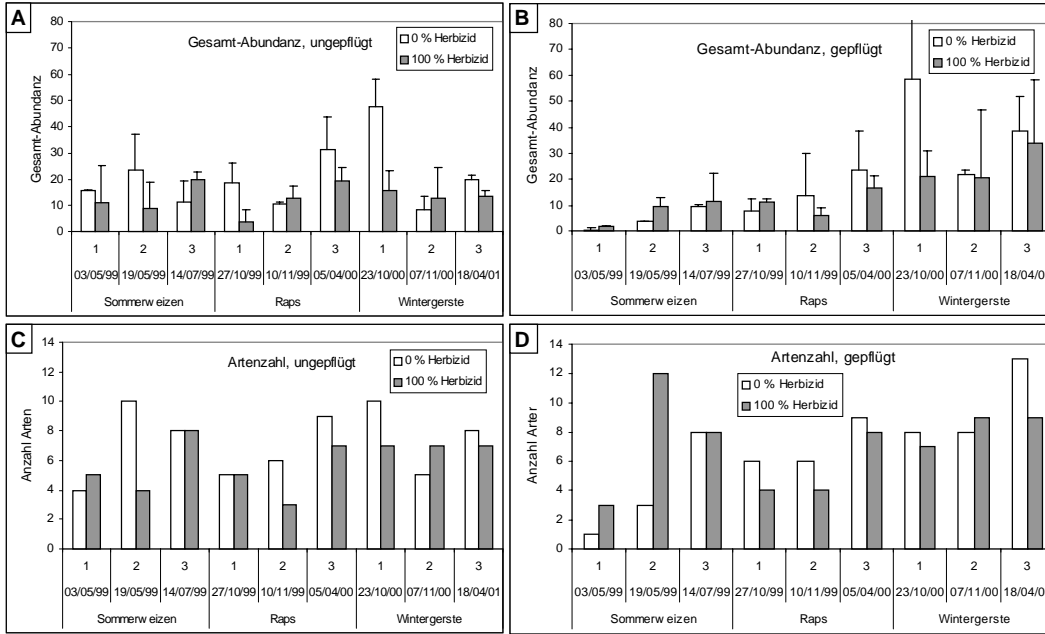 A
Gesamt-Abundanz, ungepflügt
0 % Herbizid
100 % Herbizid
Gesamt-Abundanz
80
70
60
50
40
30
20
10
0
1 2 3 1 2 3 1 2 3
03/05/99 19/05/99 14/07/99 27/10/99 10/11/99 05/04/00 23/10/00 07/11/00 18/04/01
Sommerweizen Raps Wintergerste
B
Gesamt-Abundanz, gepflügt
0 % Herbizid
100 % Herbizid
Gesamt-Abundanz
80
70
60
50
40
30
20
10
0
1 2 3 1 2 3 1 2 3
03/05/99 19/05/99 14/07/99 27/10/99 10/11/99 05/04/00 23/10/00 07/11/00 18/04/01
Sommerweizen Raps Wintergerste
C
Artenzahl, ungepflügt
0 % Herbizid
100 % Herbizid
Anzahl Arten
14
12
10
8
6
4
2
0
1 2 3 1 2 3 1 2 3
03/05/99 19/05/99 14/07/99 27/10/99 10/11/99 05/04/00 23/10/00 07/11/00 18/04/01
Sommerweizen Raps Wintergerste
D
Artenzahl, gepflügt
0 % Herbizid
100 % Herbizid
Anzahl Arter
14
12
10
8
6
4
2
0
1 2 3 1 2 3 1 2 3
03/05/99 19/05/99 14/07/99 27/10/99 10/11/99 05/04/00 23/10/00 07/11/00 18/04/0
Sommerweizen Raps Wintergerste